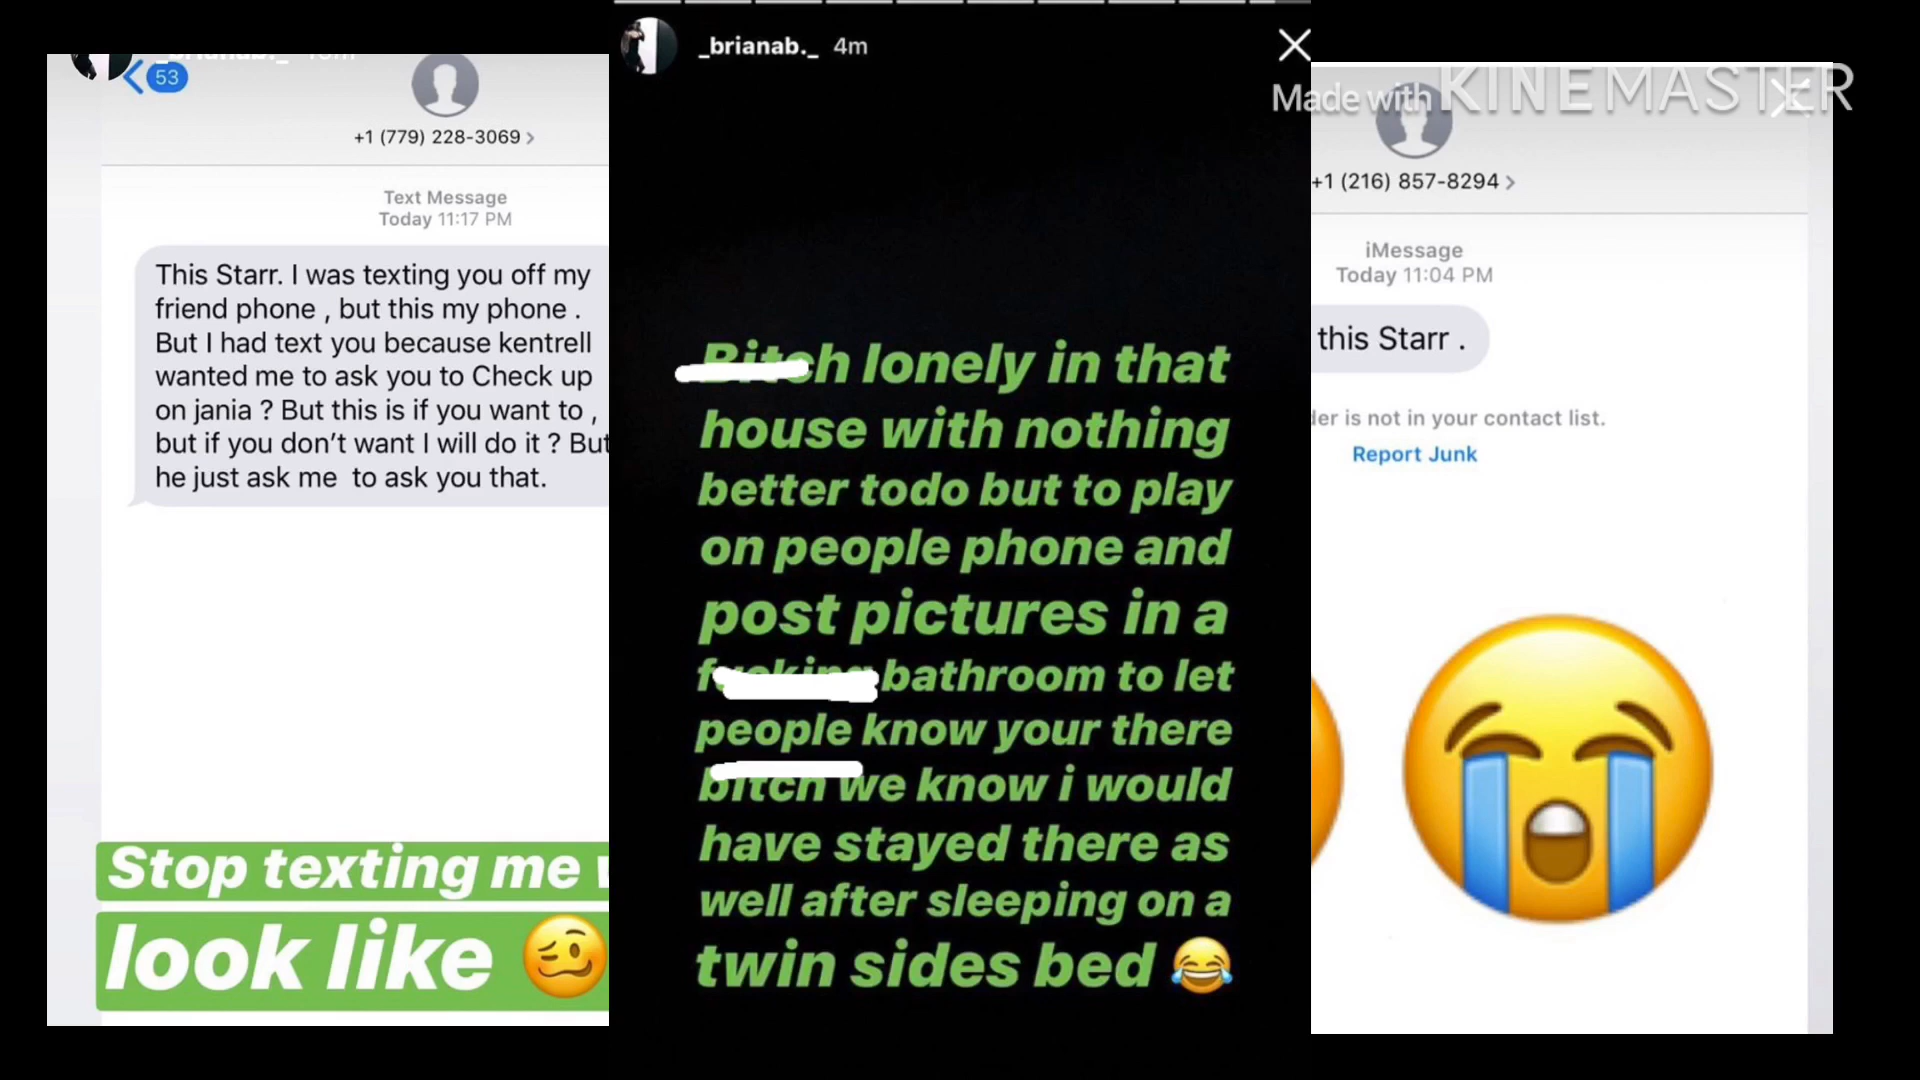 53
+1 (779) 228-3069
Text Message
Today 11:17 PM
This Starr. I was texting you off my
friend phone , but this my phone .
But I had text you because kentrell
wanted me to ask you to Check up
on jania ? But this is if you want to ,
but if you don't want I will do it ? But
he just ask me to ask you that.
Stop texting me
look like 🥴
_brianab._ 4m
Bitch lonely in that
house with nothing
better todo but to play
on people phone and
post pictures in a
fucking bathroom to let
people know your there
bitch we know i would
have stayed there as
well after sleeping on a
twin sides bed 😂
Made with KINEMASTER
+1 (216) 857-8294
iMessage
Today 11:04 PM
this Starr .
is not in your contact list.
Report Junk
😭